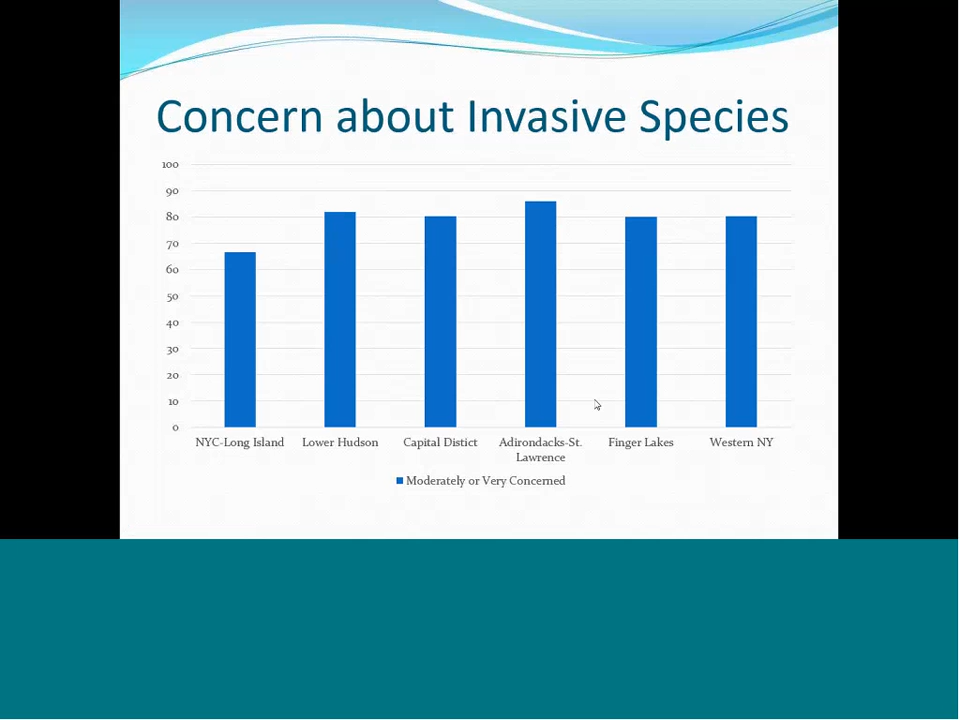 Concern about Invasive Species
100
90
80
70
60
50
40
30
20
10
0
NYC-Long Island
Lower Hudson
Capital Distict
Adirondacks-St.
Lawrence
Finger Lakes
Western NY
Moderately or Very Concerned